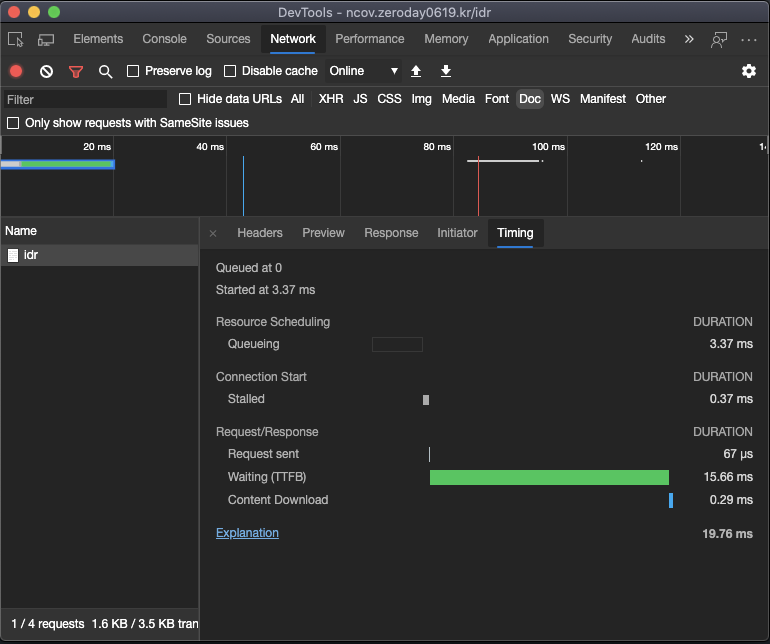 DevTools - ncov.zeroday0619.kr/idr
Elements Console Sources Network Performance Memory Application Security Audits » ...
Preserve log Disable cache Online ▼
Filter Hide data URLs All XHR JS CSS Img Media Font Doc WS Manifest Other
Only show requests with SameSite issues
20 ms 40 ms 60 ms 80 ms 100 ms 120 ms
Name
× Headers Preview Response Initiator Timing
idr
Queued at 0
Started at 3.37 ms
Resource Scheduling DURATION
Queueing 3.37 ms
Connection Start DURATION
Stalled 0.37 ms
Request/Response DURATION
Request sent 67 µs
Waiting (TTFB) 15.66 ms
Content Download 0.29 ms
Explanation 19.76 ms
1 / 4 requests 1.6 KB / 3.5 KB tran